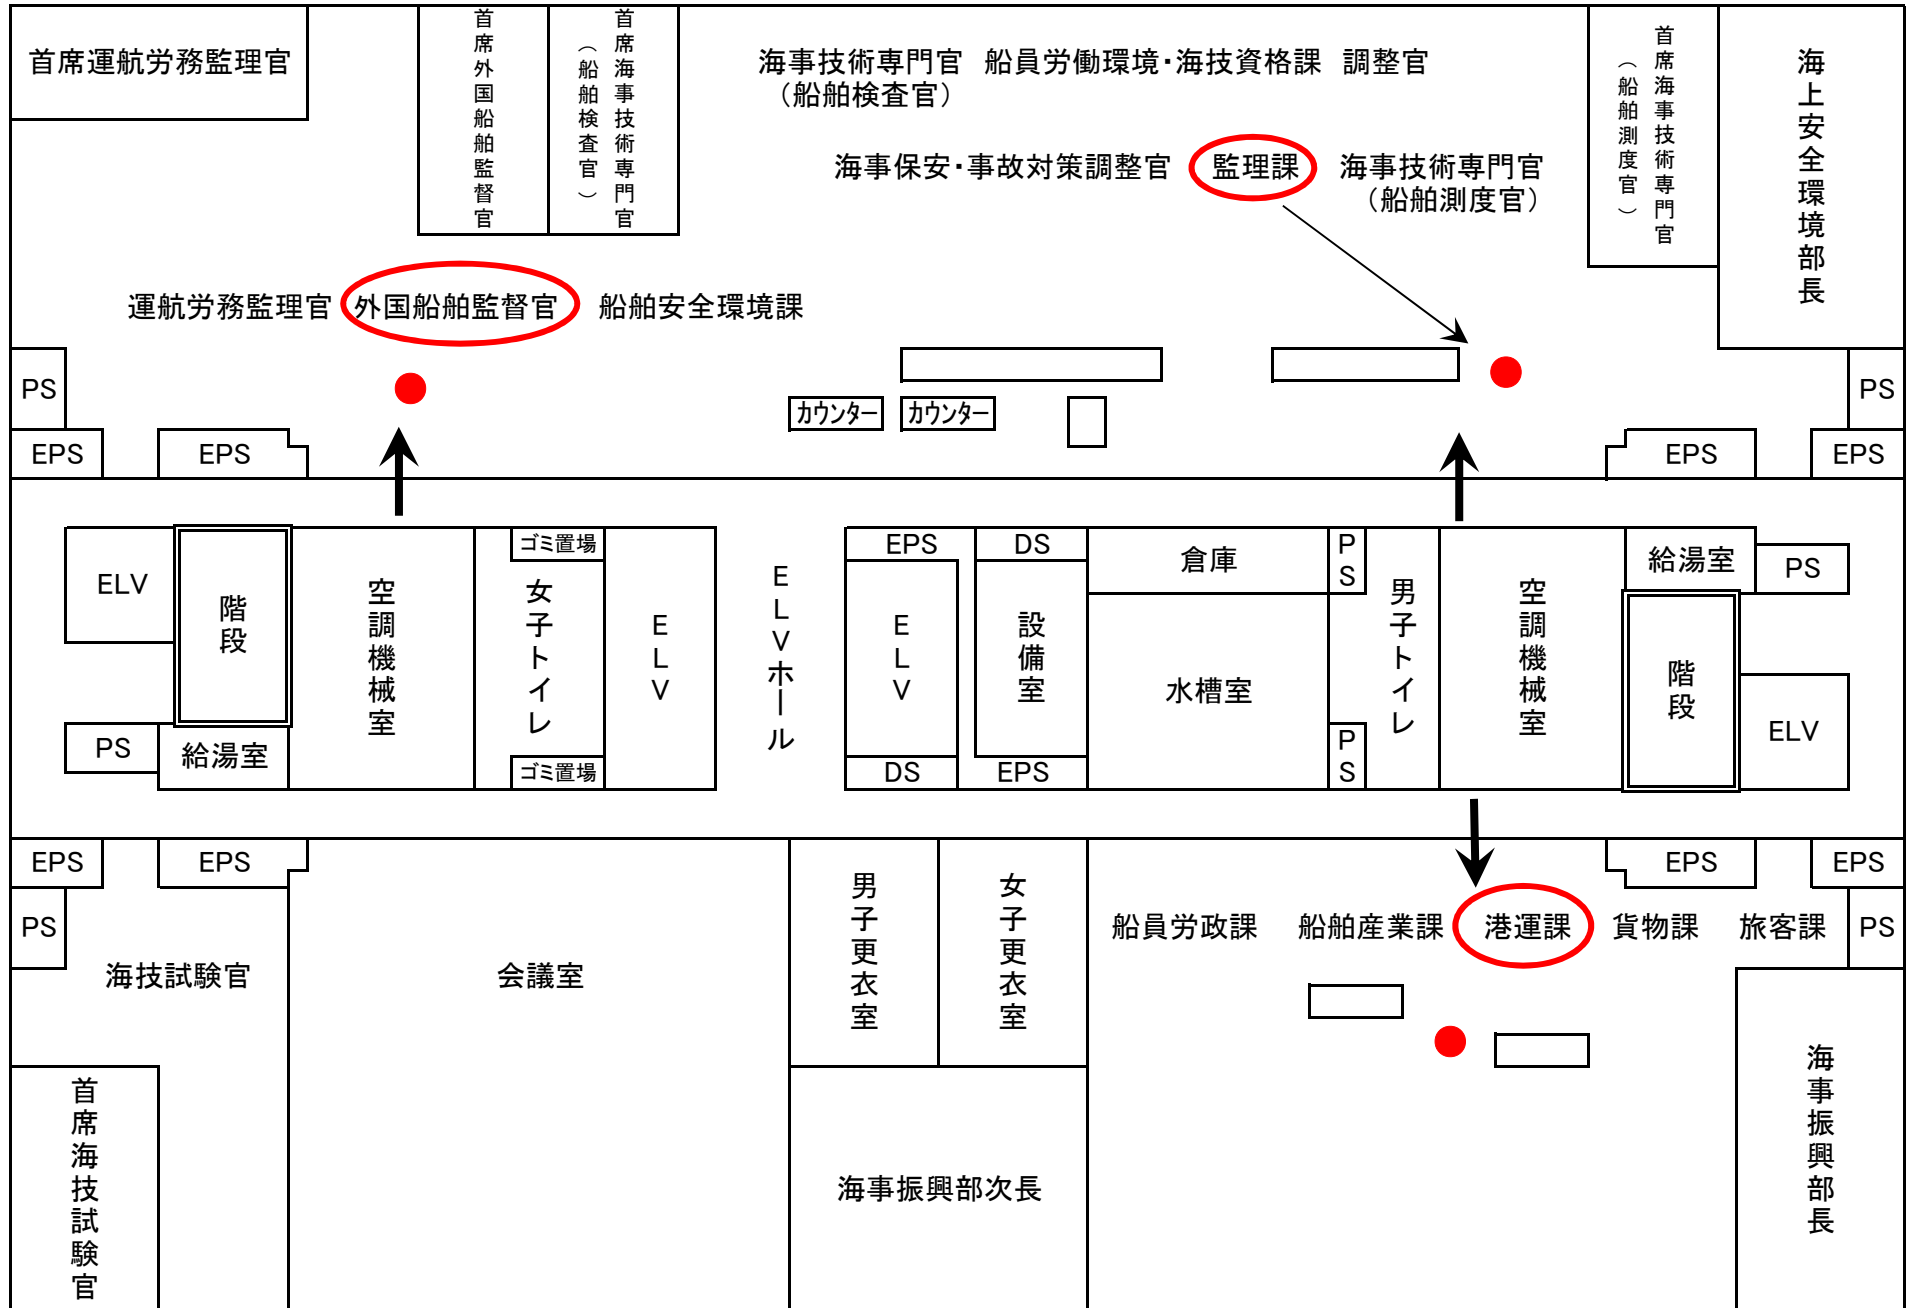 首席運航労務監理官
首席外国船舶監督官
首席海事技術専門官
（船舶検査官）
海事技術専門官　船員労働環境・海技資格課　調整官
（船舶検査官）
首席海事技術専門官
（船舶測度官）
海上安全環境部長
海事保安・事故対策調整官　監理課　海事技術専門官
（船舶測度官）
運航労務監理官　外国船舶監督官　船舶安全環境課
PS
PS
カウンター
カウンター
EPS
EPS
EPS
EPS
ELV
階段
空調機械室
ゴミ置場
女子トイレ
ゴミ置場
ELV
ELVホール
EPS
ELV
DS
DS
設備室
EPS
倉庫
水槽室
PS
PS
男子トイレ
空調機械室
給湯室
PS
階段
ELV
PS
給湯室
EPS
EPS
EPS
EPS
PS
海技試験官
会議室
男子更衣室
女子更衣室
船員労政課　船舶産業課　港運課　貨物課　旅客課
PS
首席海技試験官
海事振興部次長
海事振興部長